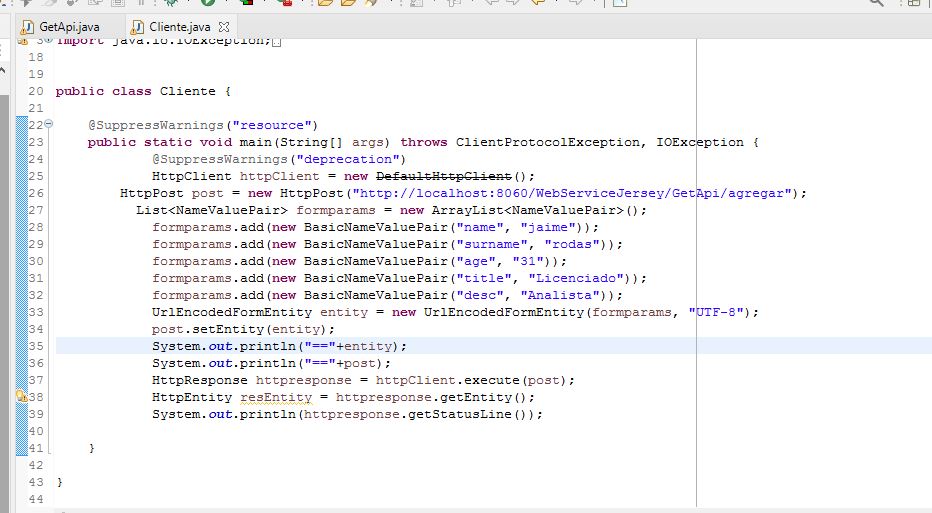 GetApi.java Cliente.java
import java.io.IOException;
18
19
20 public class Cliente {
21
22 @SuppressWarnings("resource")
23 public static void main(String[] args) throws ClientProtocolException, IOException {
24 @SuppressWarnings("deprecation")
25 HttpClient httpClient = new DefaultHttpClient();
26 HttpPost post = new HttpPost("http://localhost:8060/WebServiceJersey/GetApi/agregar");
27 List<NameValuePair> formparams = new ArrayList<NameValuePair>();
28 formparams.add(new BasicNameValuePair("name", "jaime"));
29 formparams.add(new BasicNameValuePair("surname", "rodas"));
30 formparams.add(new BasicNameValuePair("age", "31"));
31 formparams.add(new BasicNameValuePair("title", "Licenciado"));
32 formparams.add(new BasicNameValuePair("desc", "Analista"));
33 UrlEncodedFormEntity entity = new UrlEncodedFormEntity(formparams, "UTF-8");
34 post.setEntity(entity);
35 System.out.println("=="+entity);
36 System.out.println("=="+post);
37 HttpResponse httpresponse = httpClient.execute(post);
38 HttpEntity resEntity = httpresponse.getEntity();
39 System.out.println(httpresponse.getStatusLine());
40
41 }
42
43 }
44